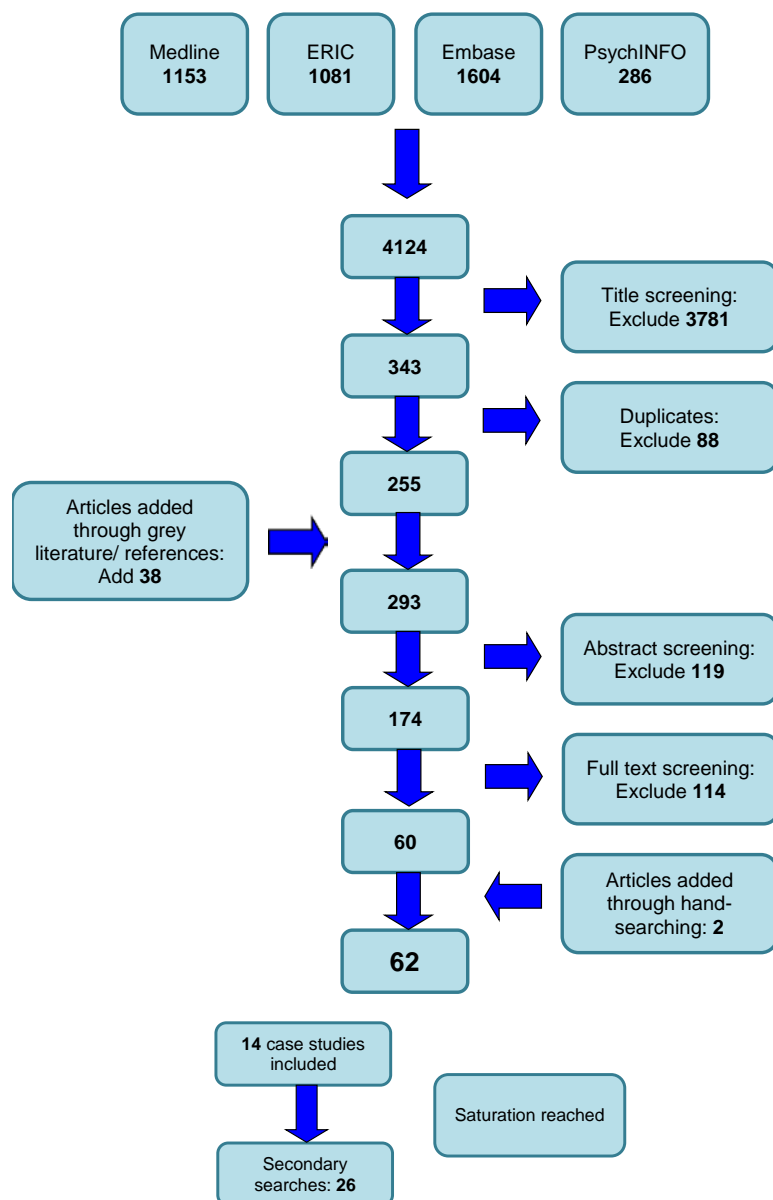 Medline
1153
ERIC
1081
Embase
1604
PsychINFO
286
4124
Title screening:
Exclude 3781
343
Duplicates:
Exclude 88
255
Articles added
through grey
literature/ references:
Add 38
293
Abstract screening:
Exclude 119
174
Full text screening:
Exclude 114
60
Articles added
through hand-
searching: 2
62
14 case studies
included
Saturation reached
Secondary
searches: 26